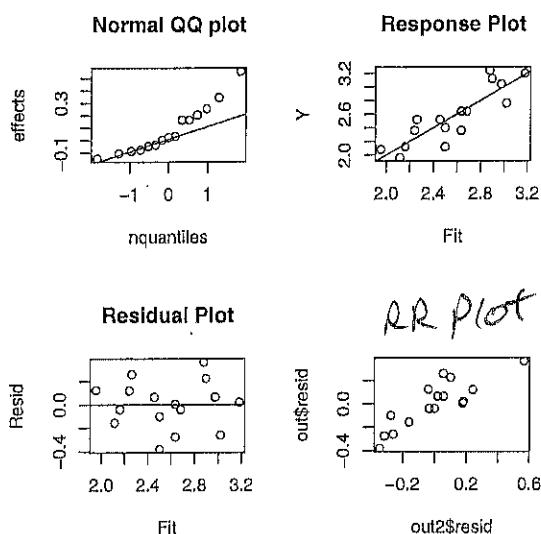 Normal QQ plot
effects
0.3
-0.1
-1 0 1
nquantiles
Response Plot
Y
3.2
2.6
2.0
2.0 2.4 2.8 3.2
Fit
Residual Plot
Resid
0.0
-0.4
2.0 2.4 2.8 3.2
Fit
RR Plot
out$resid
0.0
-0.4
-0.2 0.2 0.6
out2$resid